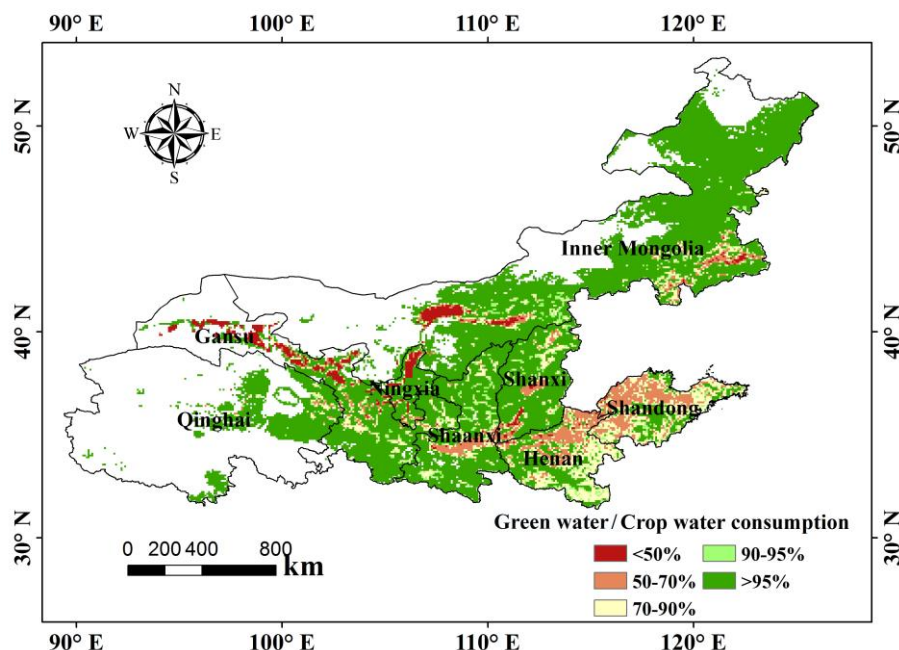 90° E 100° E 110° E 120° E
50° N 50° N
N
W E
S
Inner Mongolia
40° N 40° N
Gansu
Ningxia Shanxi
Qinghai Shandong
Shaanxi
Henan
30° N 30° N
Green water / Crop water consumption
0 200 400 800
km
<50% 90-95%
50-70% >95%
70-90%
90° E 100° E 110° E 120° E